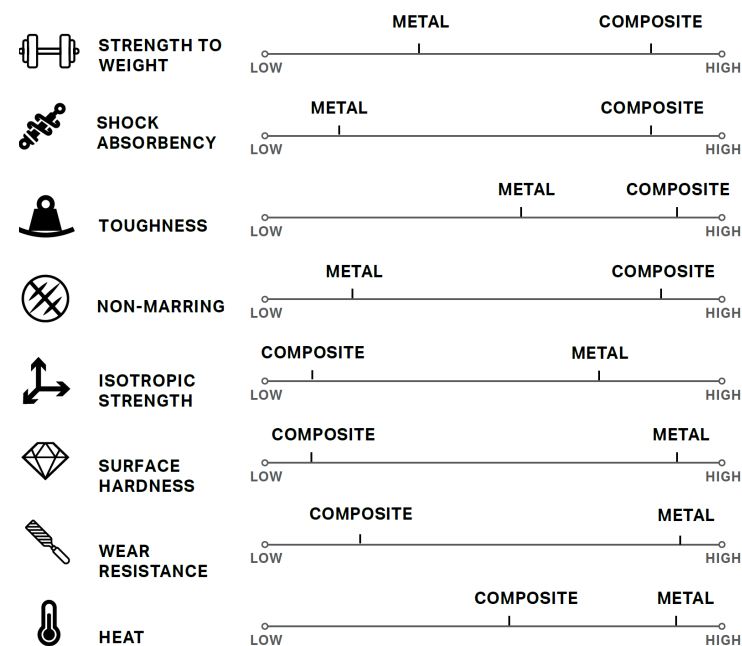 METAL COMPOSITE
STRENGTH TO
WEIGHT
LOW HIGH
METAL COMPOSITE
SHOCK
ABSORBENCY
LOW HIGH
METAL COMPOSITE
TOUGHNESS
LOW HIGH
METAL COMPOSITE
NON-MARRING
LOW HIGH
COMPOSITE METAL
ISOTROPIC
STRENGTH
LOW HIGH
COMPOSITE METAL
SURFACE
HARDNESS
LOW HIGH
COMPOSITE METAL
WEAR
RESISTANCE
LOW HIGH
COMPOSITE METAL
HEAT
LOW HIGH